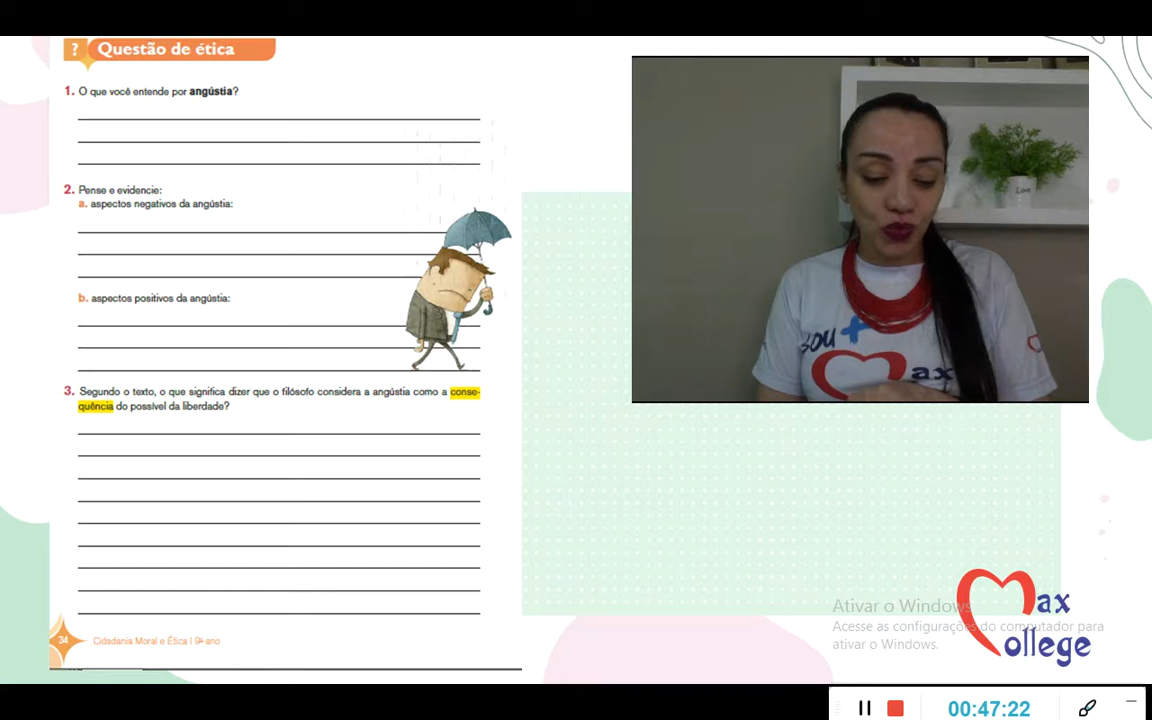 ? Questão de ética
1. O que você entende por angústia?
2. Pense e evidencie:
a. aspectos negativos da angústia:
b. aspectos positivos da angústia:
3. Segundo o texto, o que significa dizer que o filósofo considera a angústia como a conse-
quência do possível da liberdade?
34 Cidadania Moral e Ética | 9º ano
Love
sou +
ax
Ativar o Windows
Acesse as configurações do computador para
ativar o Windows.
Max
College
00:47:22